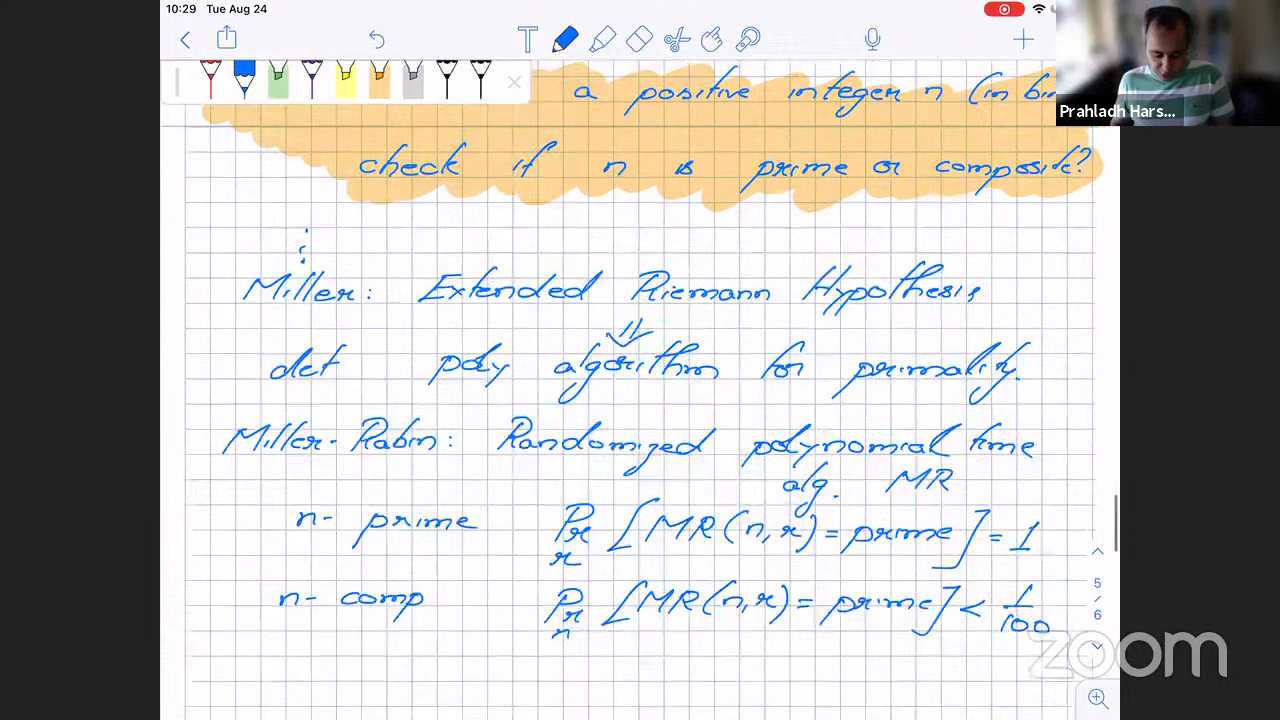 10:29 Tue Aug 24
a positive integer n (in bin
Prahladh Hars...
check if n is prime or composite?
Miller: Extended Riemann Hypothesis
⇓
det poly algorithm for primality.
Miller-Rabin: Randomized polynomial time
alg. MR
n- prime Pr [MR(n,r) = prime] = 1
r
n- comp Pr [MR(n,r) = prime] < 1/100
n
5
/
6
zoom